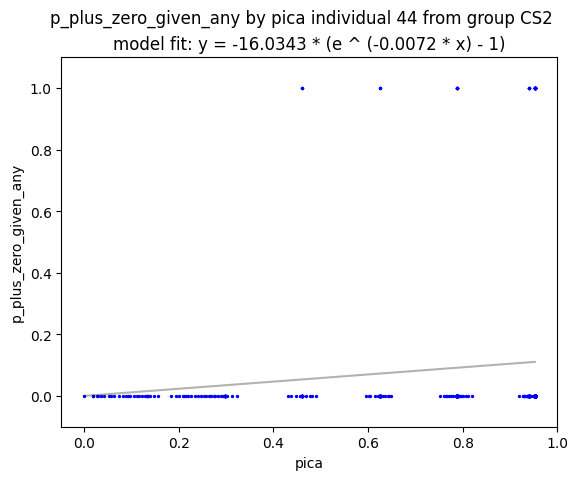 p_plus_zero_given_any by pica individual 44 from group CS2
model fit: y = -16.0343 * (e ^ (-0.0072 * x) - 1)
1.0
0.8
0.6
0.4
0.2
0.0
p_plus_zero_given_any
0.0 0.2 0.4 0.6 0.8 1.0
pica